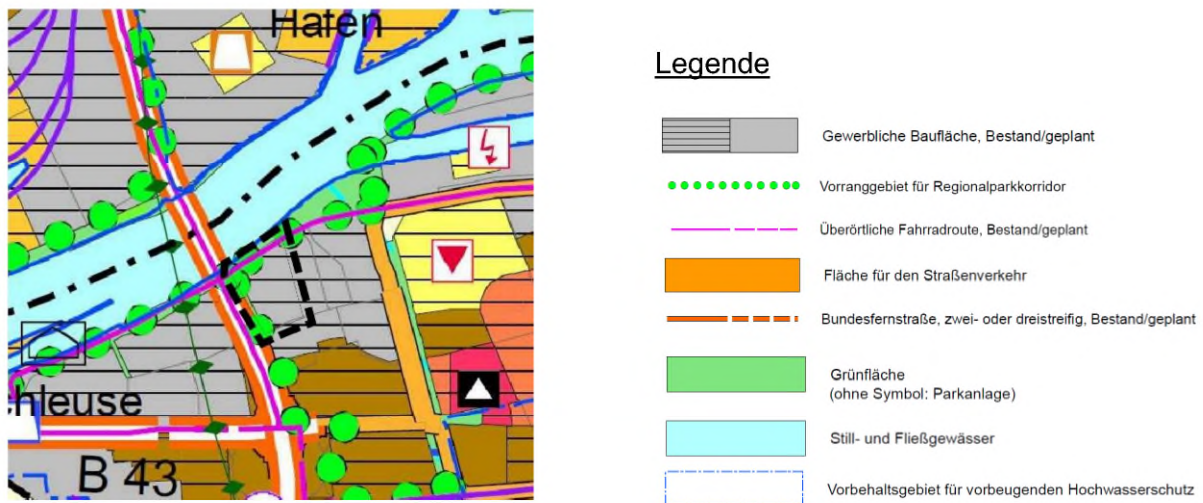 Hafen
chleuse
B 43
Legende
Gewerbliche Baufläche, Bestand/geplant
Vorranggebiet für Regionalparkkorridor
Überörtliche Fahrradroute, Bestand/geplant
Fläche für den Straßenverkehr
Bundesfernstraße, zwei- oder dreistreifig, Bestand/geplant
Grünfläche
(ohne Symbol: Parkanlage)
Still- und Fließgewässer
Vorbehaltsgebiet für vorbeugenden Hochwasserschutz